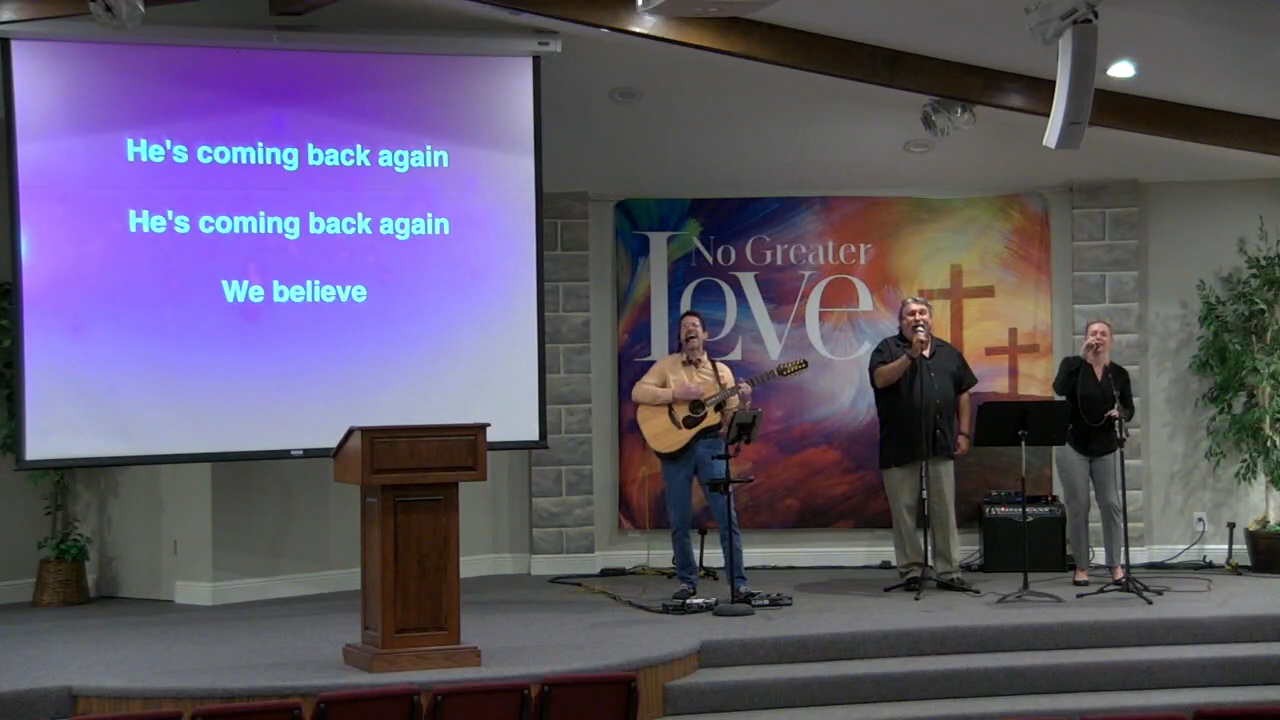 He's coming back again
He's coming back again
We believe
No Greater
Love